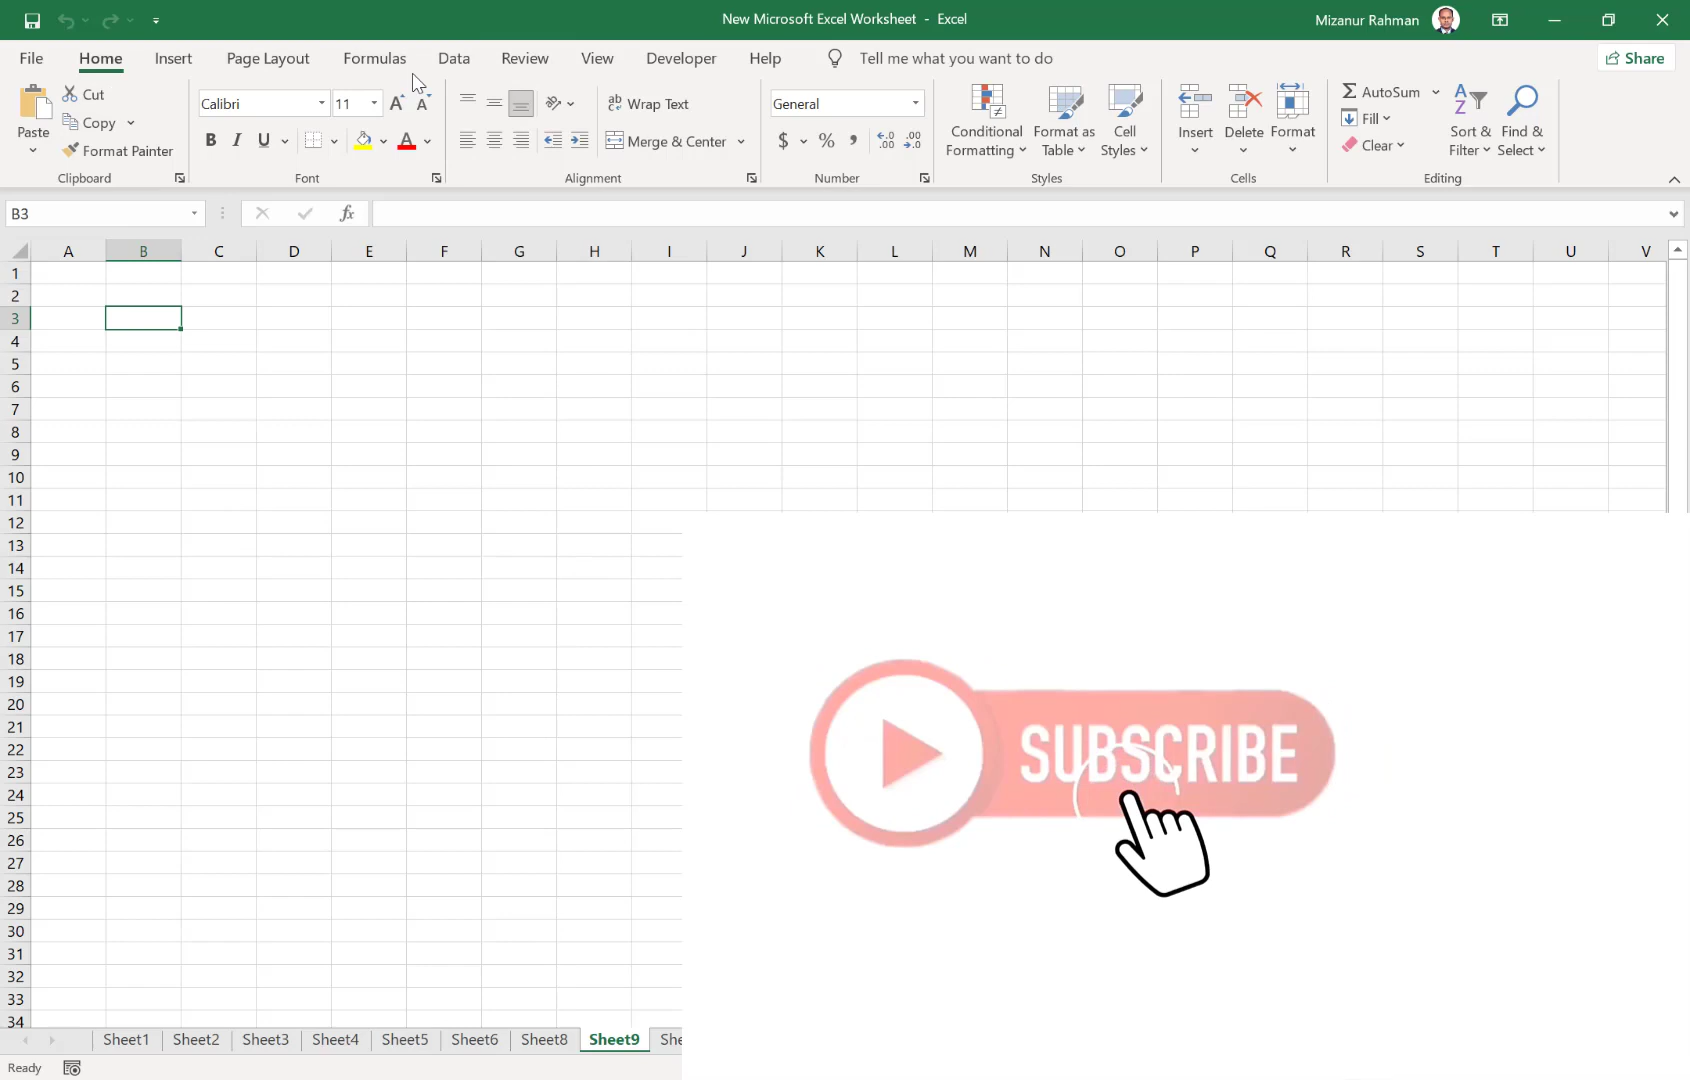 New Microsoft Excel Worksheet - Excel
Mizanur Rahman
File Home Insert Page Layout Formulas Data Review View Developer Help Tell me what you want to do
Share
Paste
Cut
Copy
Format Painter
Clipboard
Calibri 11 A A
B I U A
Font
ab Wrap Text
Merge & Center
Alignment
General
$ % ,
Number
Conditional Formatting
Format as Table
Cell Styles
Styles
Insert Delete Format
Cells
AutoSum
Fill
Clear
Sort & Filter
Find & Select
Editing
B3
fx
A B C D E F G H I J K L M N O P Q R S T U V
1
2
3
4
5
6
7
8
9
10
11
12
13
14
15
16
17
18
19
20
21
22
23
24
25
26
27
28
29
30
31
32
33
34
SUBSCRIBE
Sheet1 Sheet2 Sheet3 Sheet4 Sheet5 Sheet6 Sheet8 Sheet9 She
Ready